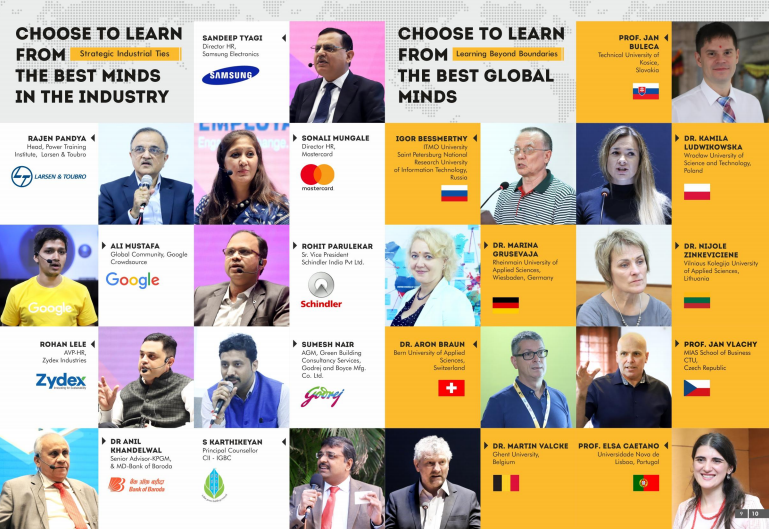 CHOOSE TO LEARN
FROM Strategic Industrial Ties
THE BEST MINDS
IN THE INDUSTRY
SANDEEP TYAGI
Director HR,
Samsung Electronics
SAMSUNG
RAJEN PANDYA
Head, Power Training
Institute, Larsen & Toubro
LARSEN & TOUBRO
SONALI MUNGALE
Director HR,
Mastercard
mastercard
ALI MUSTAFA
Global Community, Google
Crowdsource
Google
Google
ROHIT PARULEKAR
Sr. Vice President
Schindler India Pvt Ltd.
Schindler
ROHAN LELE
AVP-HR,
Zydex Industries
Zydex
SUMESH NAIR
AGM, Green Building
Consultancy Services,
Godrej and Boyce Mfg.
Co. Ltd.
Godrej
DR ANIL
KHANDELWAL
Senior Advisor-KPGM,
& MD-Bank of Baroda
बैंक ऑफ़ बड़ौदा
Bank of Baroda
S KARTHIKEYAN
Principal Counsellor
CII - IGBC
CHOOSE TO LEARN
FROM Learning Beyond Boundaries
THE BEST GLOBAL
MINDS
PROF. JAN
BULECA
Technical University of
Kosice,
Slovakia
IGOR BESSMERTNY
ITMO University
Saint Petersburg National
Research University
of Information Technology,
Russia
DR. KAMILA
LUDWIKOWSKA
Wrocław University of
Science and Technology,
Poland
DR. MARINA
GRUSEVAJA
Rheinmain University of
Applied Sciences,
Wiesbaden, Germany
DR. NIJOLE
ZINKEVICIENE
Vilnius Kolegija University
of Applied Sciences,
Lithuania
DR. ARON BRAUN
Bern University of Applied
Sciences,
Switzerland
PROF. JAN VLACHY
MIAS School of Business
CTU,
Czech Republic
DR. MARTIN VALCKE
Ghent University,
Belgium
PROF. ELSA CAETANO
Universidade Nova de
Lisboa, Portugal
9 10